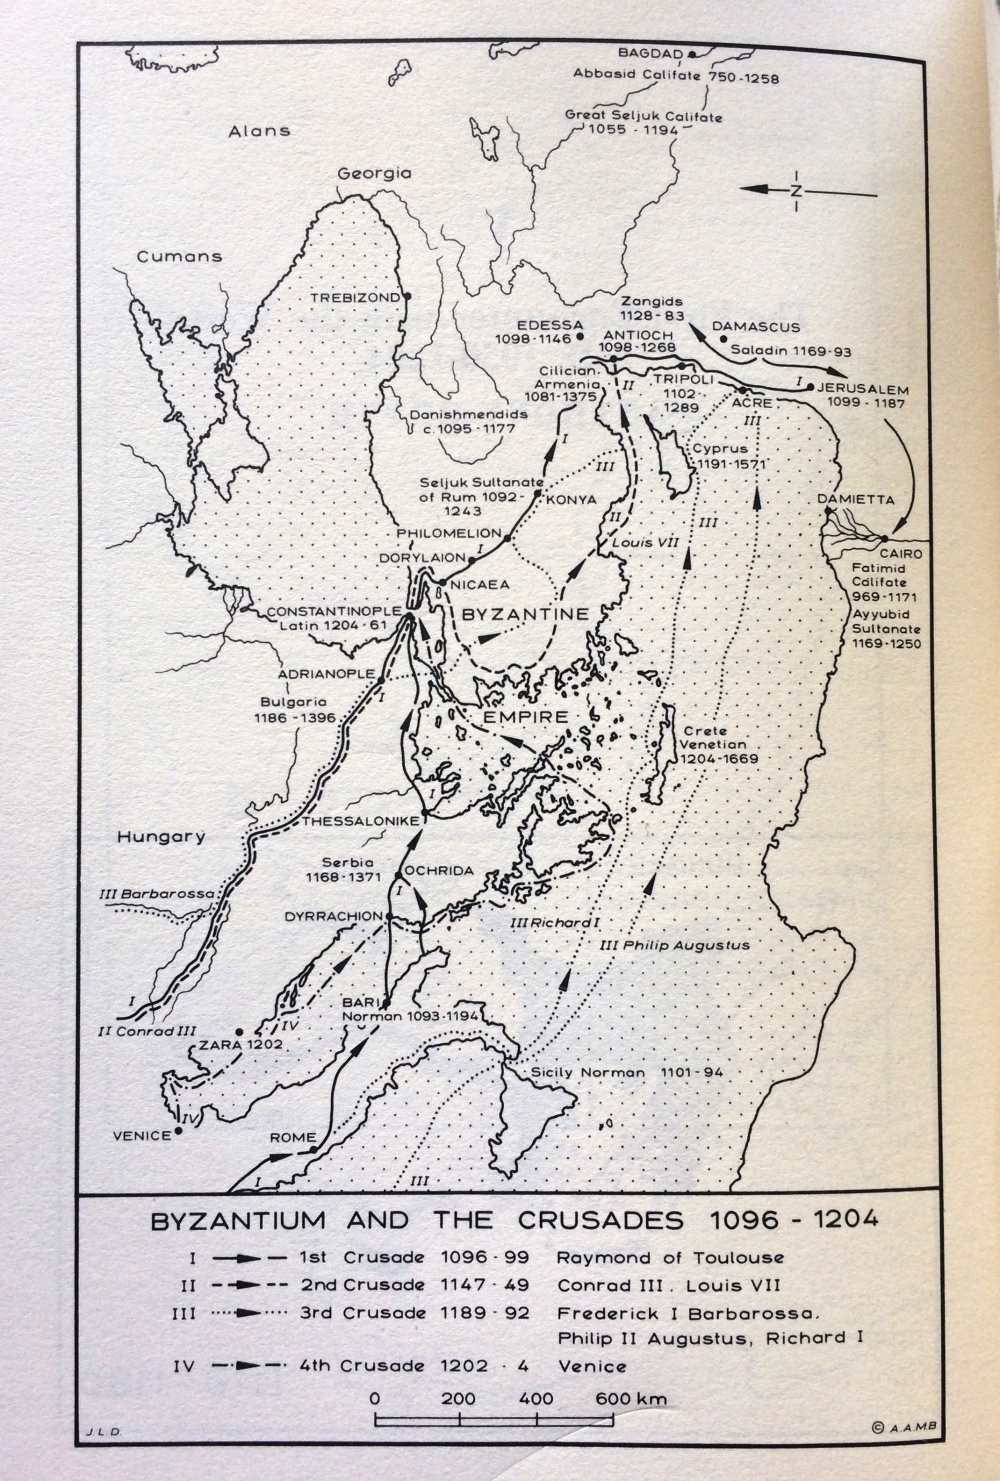 BAGDAD
Abbasid Califate 750-1258
Great Seljuk Califate
1055 - 1194
Alans
Georgia
N
Cumans
TREBIZOND
Zangids
1128-83
EDESSA
1098-1146
ANTIOCH
1098-1268
DAMASCUS
Saladin 1169-93
Cilician
Armenia
1081-1375
II
TRIPOLI
1102-
1289
I
JERUSALEM
1099-1187
ACRE
III
Danishmendids
c.1095-1177
I
Cyprus
1191-1571
III
Seljuk Sultanate
of Rum 1092-
1243
KONYA
DAMIETTA
II
III
PHILOMELION
Louis VII
I
DORYLAION
CAIRO
Fatimid
Califate
969-1171
Ayyubid
Sultanate
1169-1250
NICAEA
CONSTANTINOPLE
Latin 1204-61
BYZANTINE
ADRIANOPLE
I
Bulgaria
1186-1396
EMPIRE
Crete
Venetian
1204-1669
I
THESSALONIKE
Hungary
Serbia
1168-1371
OCHRIDA
I
III Barbarossa
DYRRACHION
III Richard I
III Philip Augustus
I
II Conrad III
BARI
Norman 1093-1194
IV
ZARA 1202
Sicily Norman 1101-94
IV
VENICE
ROME
I
III
BYZANTIUM AND THE CRUSADES 1096 - 1204
I 1st Crusade 1096-99 Raymond of Toulouse
II 2nd Crusade 1147-49 Conrad III. Louis VII
III 3rd Crusade 1189-92 Frederick I Barbarossa.
Philip II Augustus, Richard I
IV 4th Crusade 1202-4 Venice
0 200 400 600 km
J.L.D.
© A.A.M.B